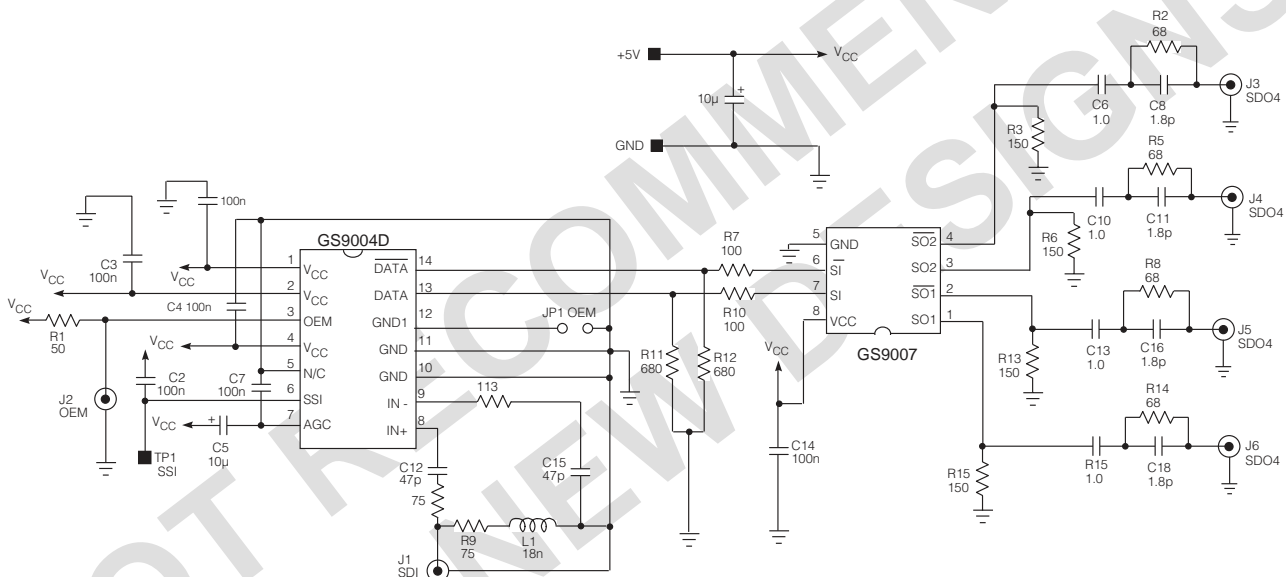 NOT RECOMMEN
NEW DESIGNS
+5V
VCC
10µ
+
GND
R2
68
C6
1.0
C8
1.8p
J3
SDO4
R3
150
R5
68
C10
1.0
C11
1.8p
J4
SDO4
R6
150
R8
68
C13
1.0
C16
1.8p
J5
SDO4
R13
150
R14
68
R15
1.0
C18
1.8p
J6
SDO4
R15
150
GS9007
5
GND
6
SI
7
SI
8
VCC
SO2
4
SO2
3
SO1
2
SO1
1
VCC
C14
100n
R7
100
R10
100
R11
680
R12
680
JP1 OEM
GS9004D
1
VCC
2
VCC
3
OEM
4
VCC
5
N/C
6
SSI
7
AGC
DATA
14
DATA
13
GND1
12
GND
11
GND
10
IN -
9
IN+
8
100n
C3
100n
VCC
VCC
VCC
R1
50
C4 100n
VCC
C2
100n
C7
100n
J2
OEM
VCC
+
C5
10µ
TP1
SSI
113
C12
47p
75
C15
47p
R9
75
L1
18n
J1
SDI